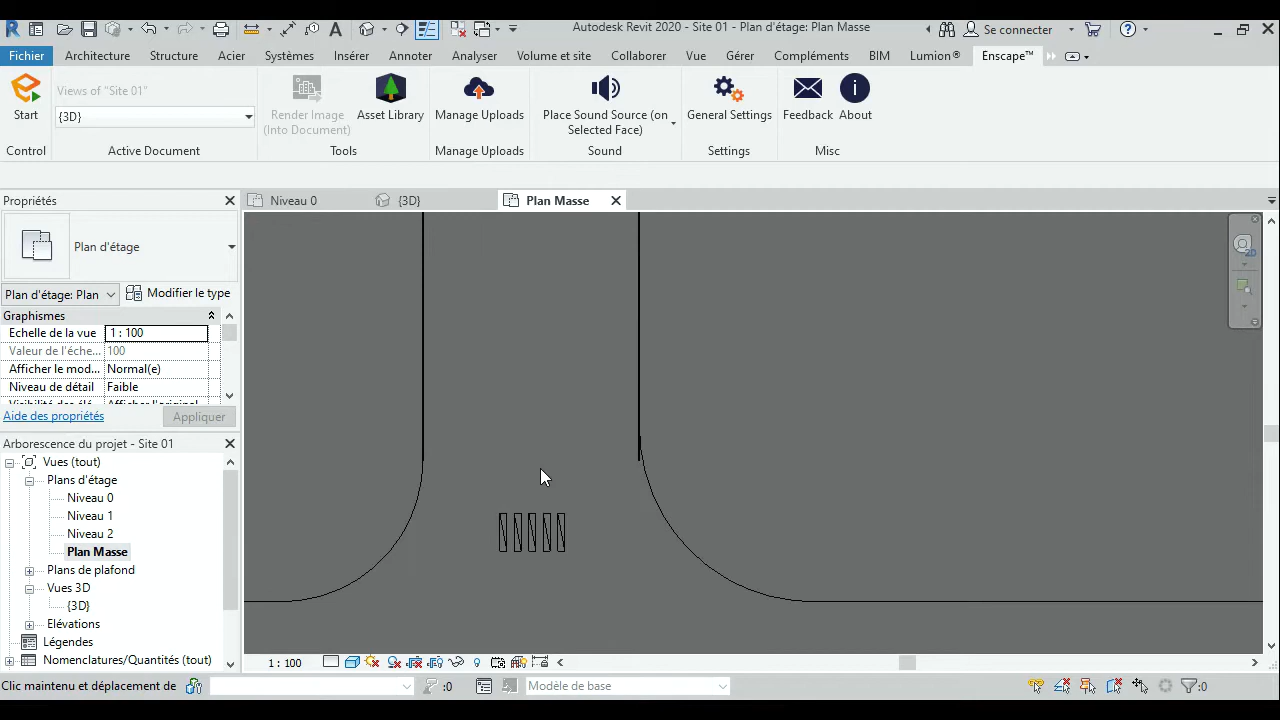 Autodesk Revit 2020 - Site 01 - Plan d'étage: Plan Masse
Se connecter
Fichier Architecture Structure Acier Systèmes Insérer Annoter Analyser Volume et site Collaborer Vue Gérer Compléments BIM Lumion® Enscape™
Start
Views of "Site 01"
{3D}
Render Image
(Into Document)
Asset Library
Manage Uploads
Place Sound Source (on
Selected Face)
General Settings
Feedback
About
Control Active Document Tools Manage Uploads Sound Settings Misc
Propriétés
Niveau 0 {3D} Plan Masse
Plan d'étage
Plan d'étage: Plan
Modifier le type
Graphismes
Echelle de la vue 1 : 100
Valeur de l'éche... 100
Afficher le mod... Normal(e)
Niveau de détail Faible
Aide des propriétés Appliquer
Arborescence du projet - Site 01
Vues (tout)
Plans d'étage
Niveau 0
Niveau 1
Niveau 2
Plan Masse
Plans de plafond
Vues 3D
{3D}
Elévations
Légendes
Nomenclatures/Quantités (tout)
1 : 100
2D
Clic maintenu et déplacement de
:0
Modèle de base
:0